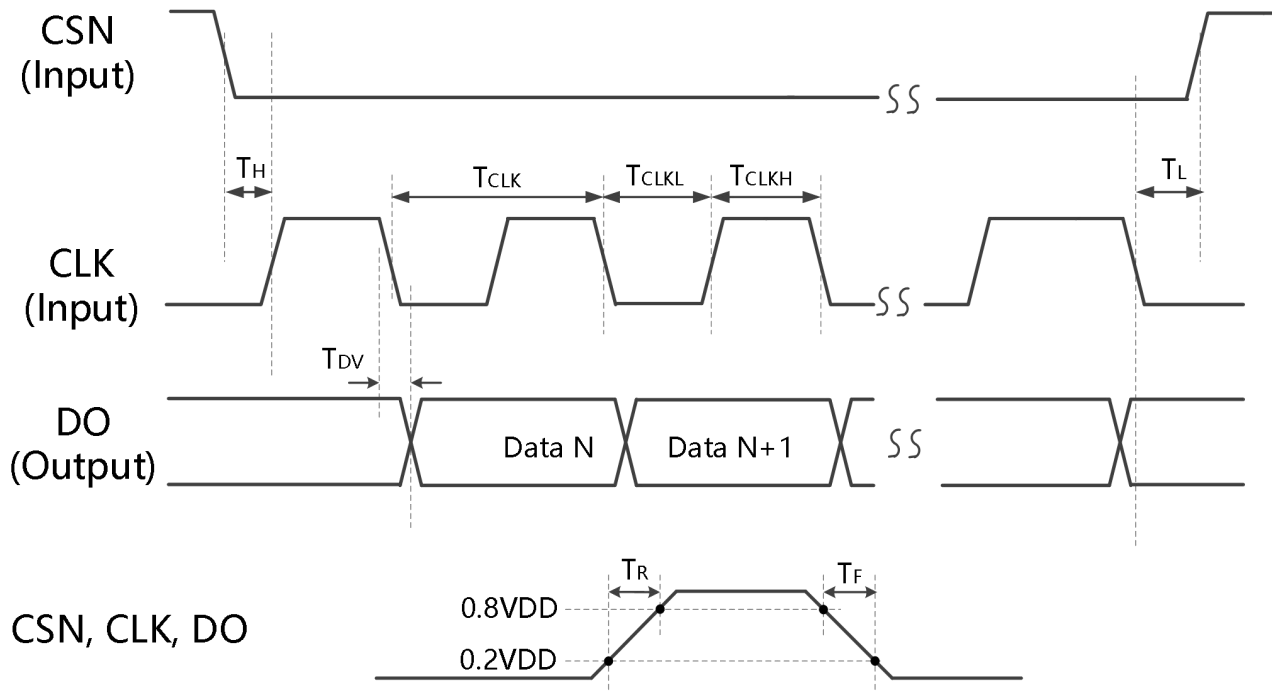 CSN
(Input)
TH
TCLK
TCLKL
TCLKH
TL
CLK
(Input)
TDV
DO
(Output)
Data N
Data N+1
TR
TF
0.8VDD
CSN, CLK, DO
0.2VDD